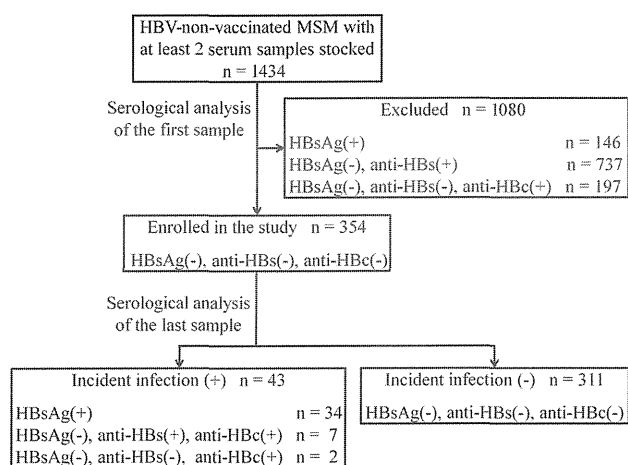 HBV-non-vaccinated MSM with
at least 2 serum samples stocked
n = 1434
Serological analysis
of the first sample
Excluded n = 1080
HBsAg(+) n = 146
HBsAg(-), anti-HBs(+) n = 737
HBsAg(-), anti-HBs(-), anti-HBc(+) n = 197
Enrolled in the study n = 354
HBsAg(-), anti-HBs(-), anti-HBc(-)
Serological analysis
of the last sample
Incident infection (+) n = 43
HBsAg(+) n = 34
HBsAg(-), anti-HBs(+), anti-HBc(+) n = 7
HBsAg(-), anti-HBs(-), anti-HBc(+) n = 2
Incident infection (-) n = 311
HBsAg(-), anti-HBs(-), anti-HBc(-)